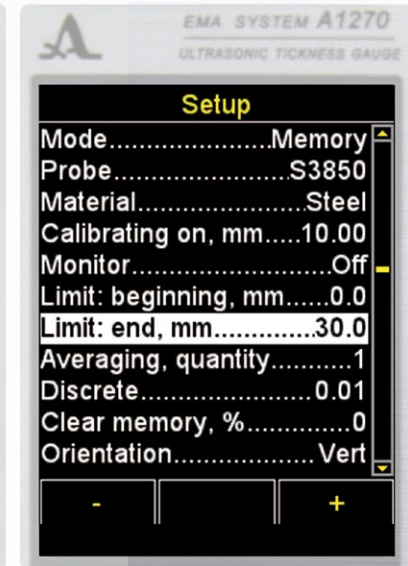 EMA SYSTEM A1270
ULTRASONIC TICKNESS GAUGE
Setup
Mode.....................Memory
Probe.......................S3850
Material......................Steel
Calibrating on, mm.....10.00
Monitor..........................Off
Limit: beginning, mm......0.0
Limit: end, mm..............30.0
Averaging, quantity...........1
Discrete.......................0.01
Clear memory, %..............0
Orientation................... Vert
- +